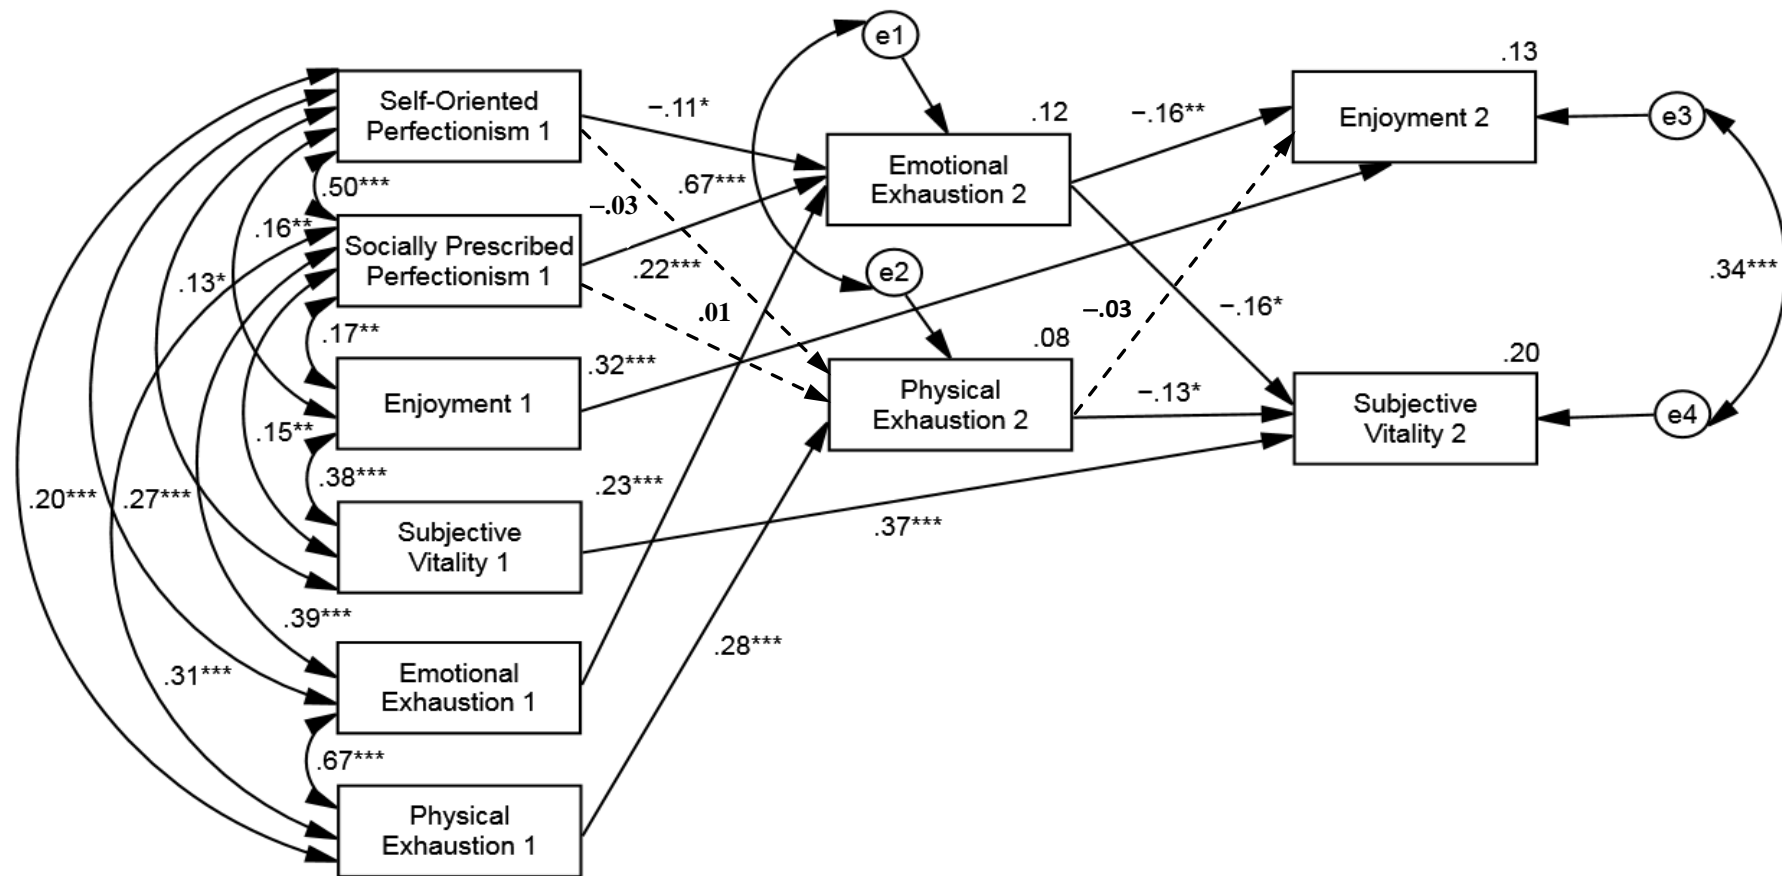 e1
.13
Self-Oriented
Perfectionism 1
−.11*
.12
−.16**
Enjoyment 2
e3
Emotional
Exhaustion 2
.50***
.67***
−.03
.16**
Socially Prescribed
Perfectionism 1
.22***
e2
.34***
.13*
.01
−.03
−.16*
.17**
.08
.20
.32***
Enjoyment 1
Physical
Exhaustion 2
−.13*
Subjective
Vitality 2
e4
.15**
.38***
.20***
.27***
.23***
.37***
Subjective
Vitality 1
.39***
.28***
.31***
Emotional
Exhaustion 1
.67***
Physical
Exhaustion 1